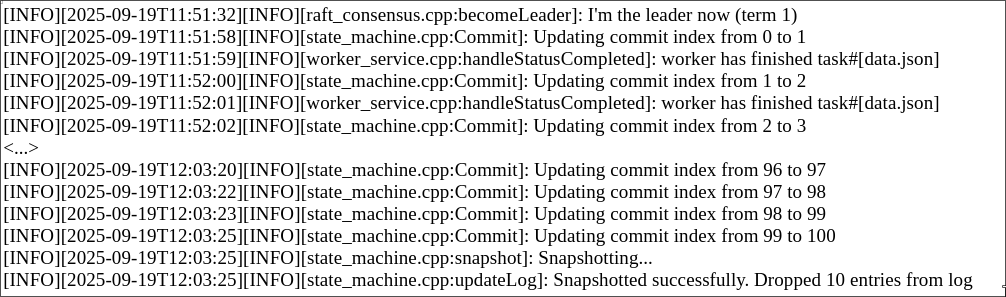 [INFO][2025-09-19T11:51:32][INFO][raft_consensus.cpp:becomeLeader]: I'm the leader now (term 1)
[INFO][2025-09-19T11:51:58][INFO][state_machine.cpp:Commit]: Updating commit index from 0 to 1
[INFO][2025-09-19T11:51:59][INFO][worker_service.cpp:handleStatusCompleted]: worker has finished task#[data.json]
[INFO][2025-09-19T11:52:00][INFO][state_machine.cpp:Commit]: Updating commit index from 1 to 2
[INFO][2025-09-19T11:52:01][INFO][worker_service.cpp:handleStatusCompleted]: worker has finished task#[data.json]
[INFO][2025-09-19T11:52:02][INFO][state_machine.cpp:Commit]: Updating commit index from 2 to 3
<...>
[INFO][2025-09-19T12:03:20][INFO][state_machine.cpp:Commit]: Updating commit index from 96 to 97
[INFO][2025-09-19T12:03:22][INFO][state_machine.cpp:Commit]: Updating commit index from 97 to 98
[INFO][2025-09-19T12:03:23][INFO][state_machine.cpp:Commit]: Updating commit index from 98 to 99
[INFO][2025-09-19T12:03:25][INFO][state_machine.cpp:Commit]: Updating commit index from 99 to 100
[INFO][2025-09-19T12:03:25][INFO][state_machine.cpp:snapshot]: Snapshotting...
[INFO][2025-09-19T12:03:25][INFO][state_machine.cpp:updateLog]: Snapshotted successfully. Dropped 10 entries from log